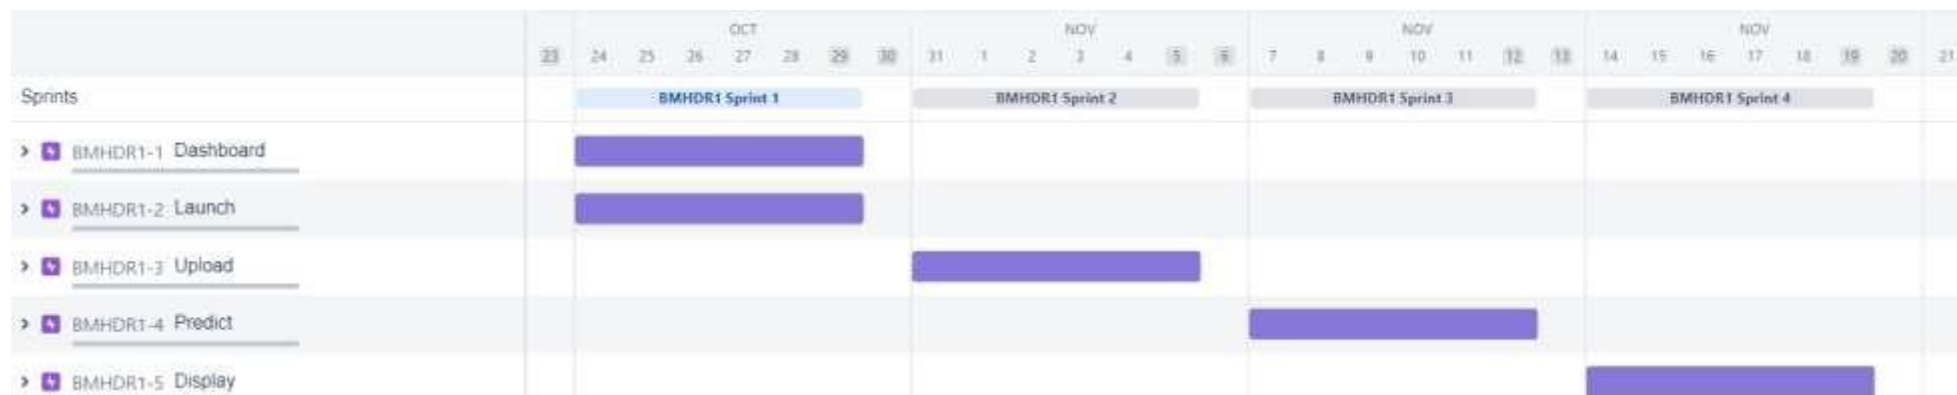 OCT NOV NOV NOV
23 24 25 26 27 28 29 30 31 1 2 3 4 5 6 7 8 9 10 11 12 13 14 15 16 17 18 19 20 21
Sprints BMHDR1 Sprint 1 BMHDR1 Sprint 2 BMHDR1 Sprint 3 BMHDR1 Sprint 4
BMHDR1-1 Dashboard
BMHDR1-2 Launch
BMHDR1-3 Upload
BMHDR1-4 Predict
BMHDR1-5 Display